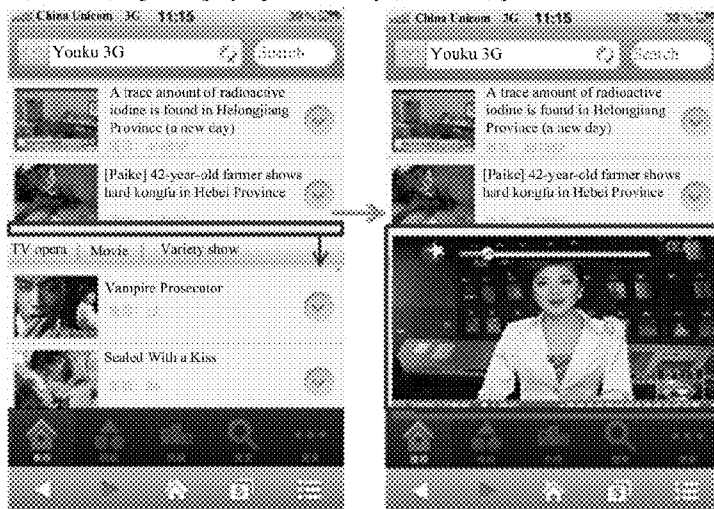 China Unicom 3G 11:15
Youku 3G Search
A trace amount of radioactive
iodine is found in Helongjiang
Province (a new day)
[Paike] 42-year-old farmer shows
hard kongfu in Hebei Province
TV opera Movie Variety show
Vampire Prosecutor
Sealed With a Kiss
China Unicom 3G 11:15
Youku 3G Search
A trace amount of radioactive
iodine is found in Helongjiang
Province (a new day)
[Paike] 42-year-old farmer shows
hard kongfu in Hebei Province